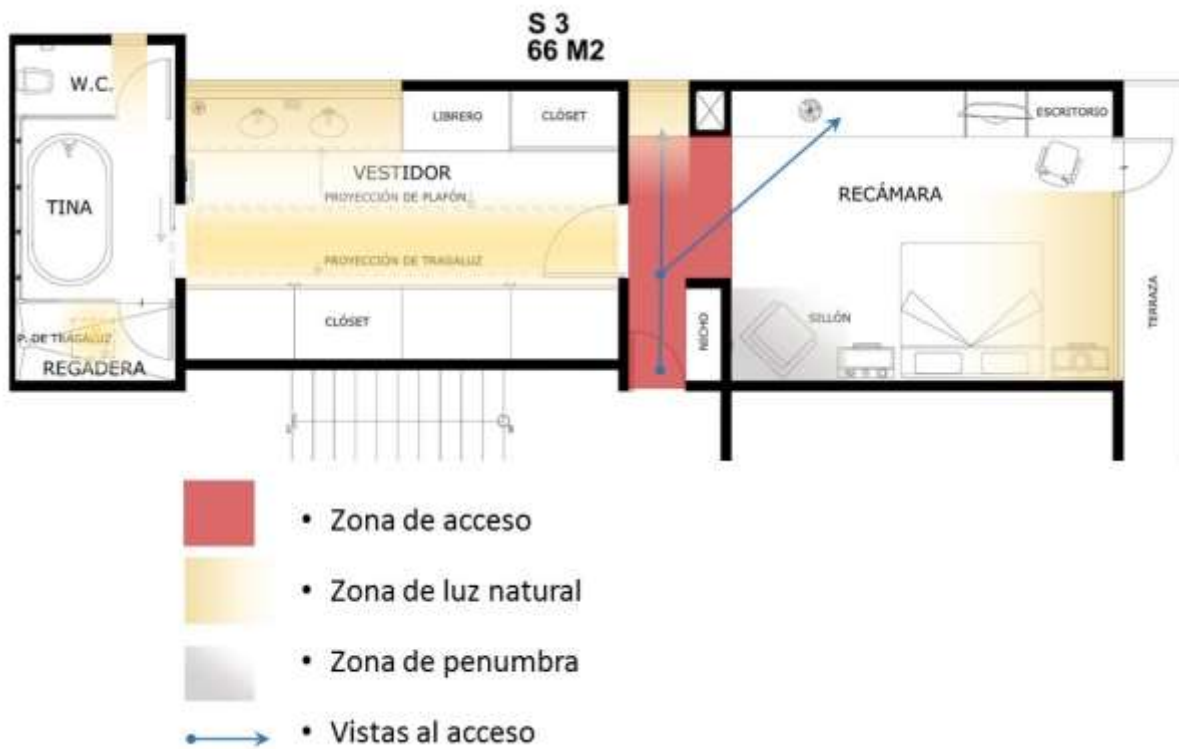 S 3
66 M2
W.C.
LIBRERO
CLÓSET
ESCRITORIO
VESTIDOR
PROYECCIÓN DE PLAFÓN
TINA
RECÁMARA
PROYECCIÓN DE TRAGALUZ
CLÓSET
NICHO
SILLÓN
TERRAZA
P. DE TRAGALUZ
REGADERA
• Zona de acceso
• Zona de luz natural
• Zona de penumbra
• Vistas al acceso